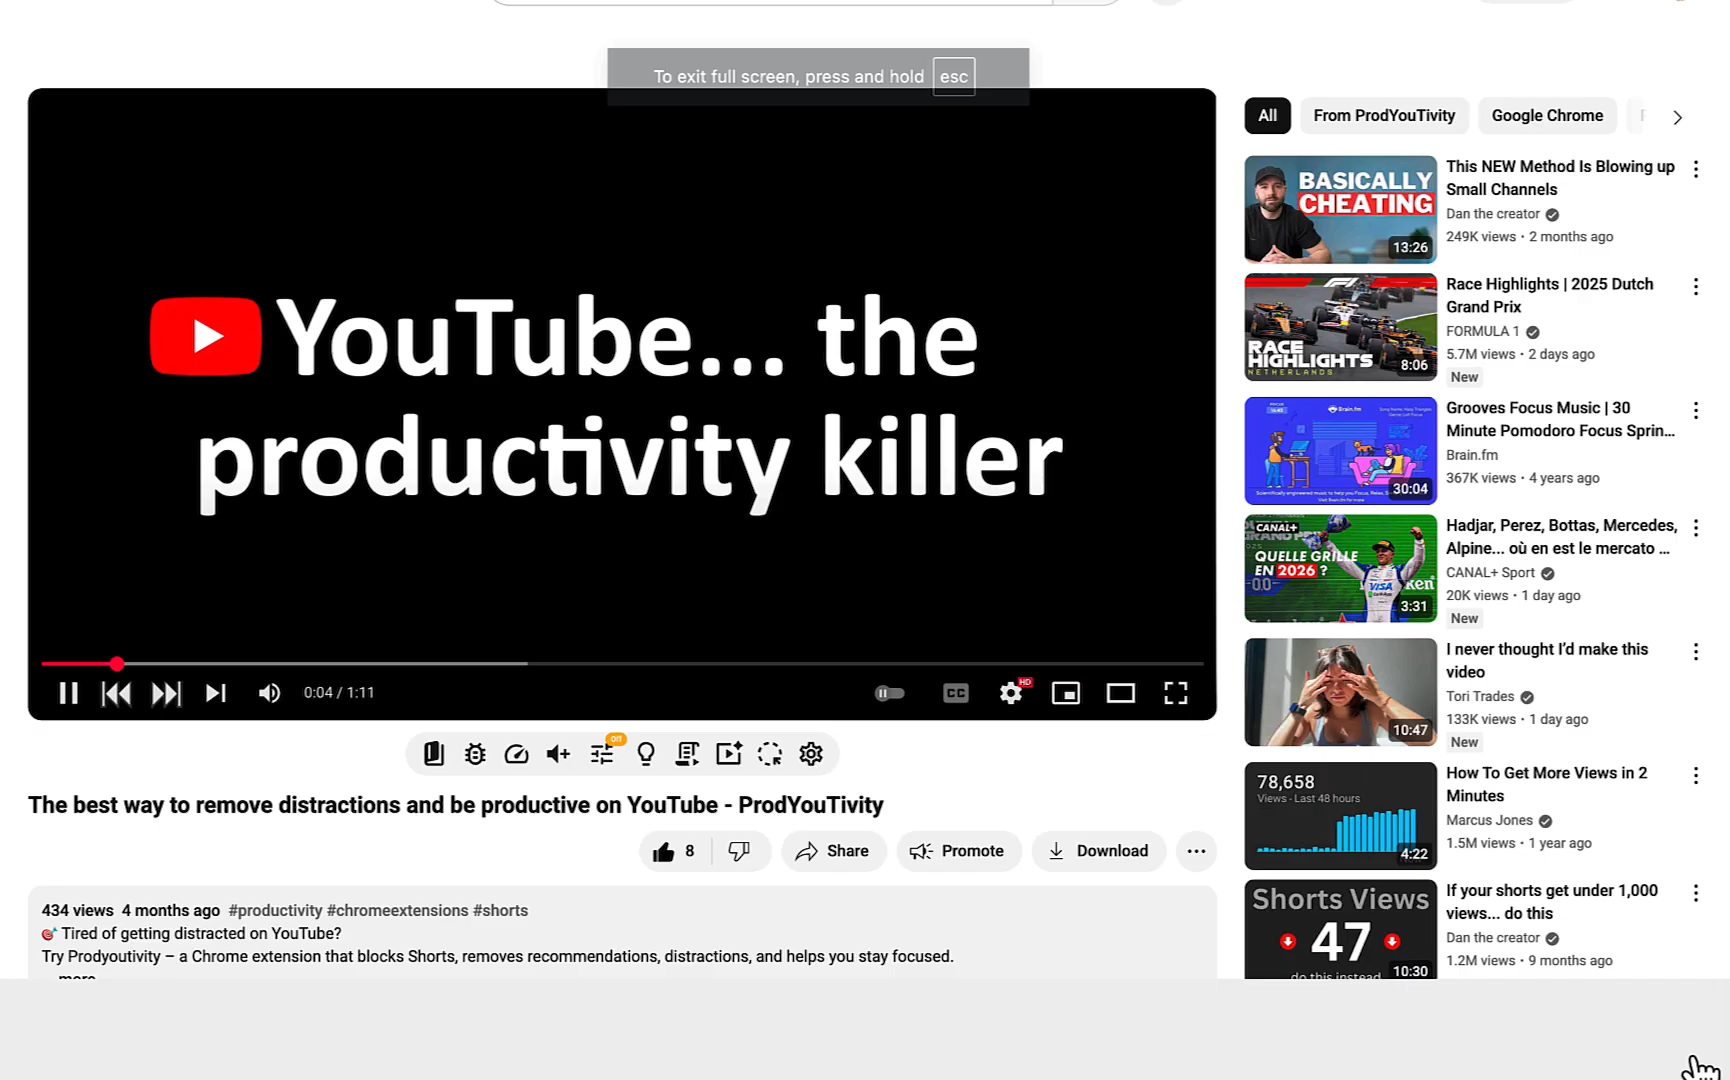 To exit full screen, press and hold esc
YouTube... the
productivity killer
0:04 / 1:11
CC
HD
Off
The best way to remove distractions and be productive on YouTube - ProdYouTivity
8
Share
Promote
Download
434 views 4 months ago #productivity #chromeextensions #shorts
Tired of getting distracted on YouTube?
Try Prodyoutivity – a Chrome extension that blocks Shorts, removes recommendations, distractions, and helps you stay focused.
All
From ProdYouTivity
Google Chrome
BASICALLY
CHEATING
13:26
This NEW Method Is Blowing up
Small Channels
Dan the creator
249K views • 2 months ago
RACE
HIGHLIGHTS
NETHERLANDS
8:06
Race Highlights | 2025 Dutch
Grand Prix
FORMULA 1
5.7M views • 2 days ago
New
Brain.fm
30:04
Grooves Focus Music | 30
Minute Pomodoro Focus Sprin...
Brain.fm
367K views • 4 years ago
CANAL+
QUELLE GRILLE
EN 2026 ?
VISA
3:31
Hadjar, Perez, Bottas, Mercedes,
Alpine... où en est le mercato ...
CANAL+ Sport
20K views • 1 day ago
New
10:47
I never thought I'd make this
video
Tori Trades
133K views • 1 day ago
New
78,658
Views - Last 48 hours
4:22
How To Get More Views in 2
Minutes
Marcus Jones
1.5M views • 1 year ago
Shorts Views
47
do this instead
10:30
If your shorts get under 1,000
views... do this
Dan the creator
1.2M views • 9 months ago